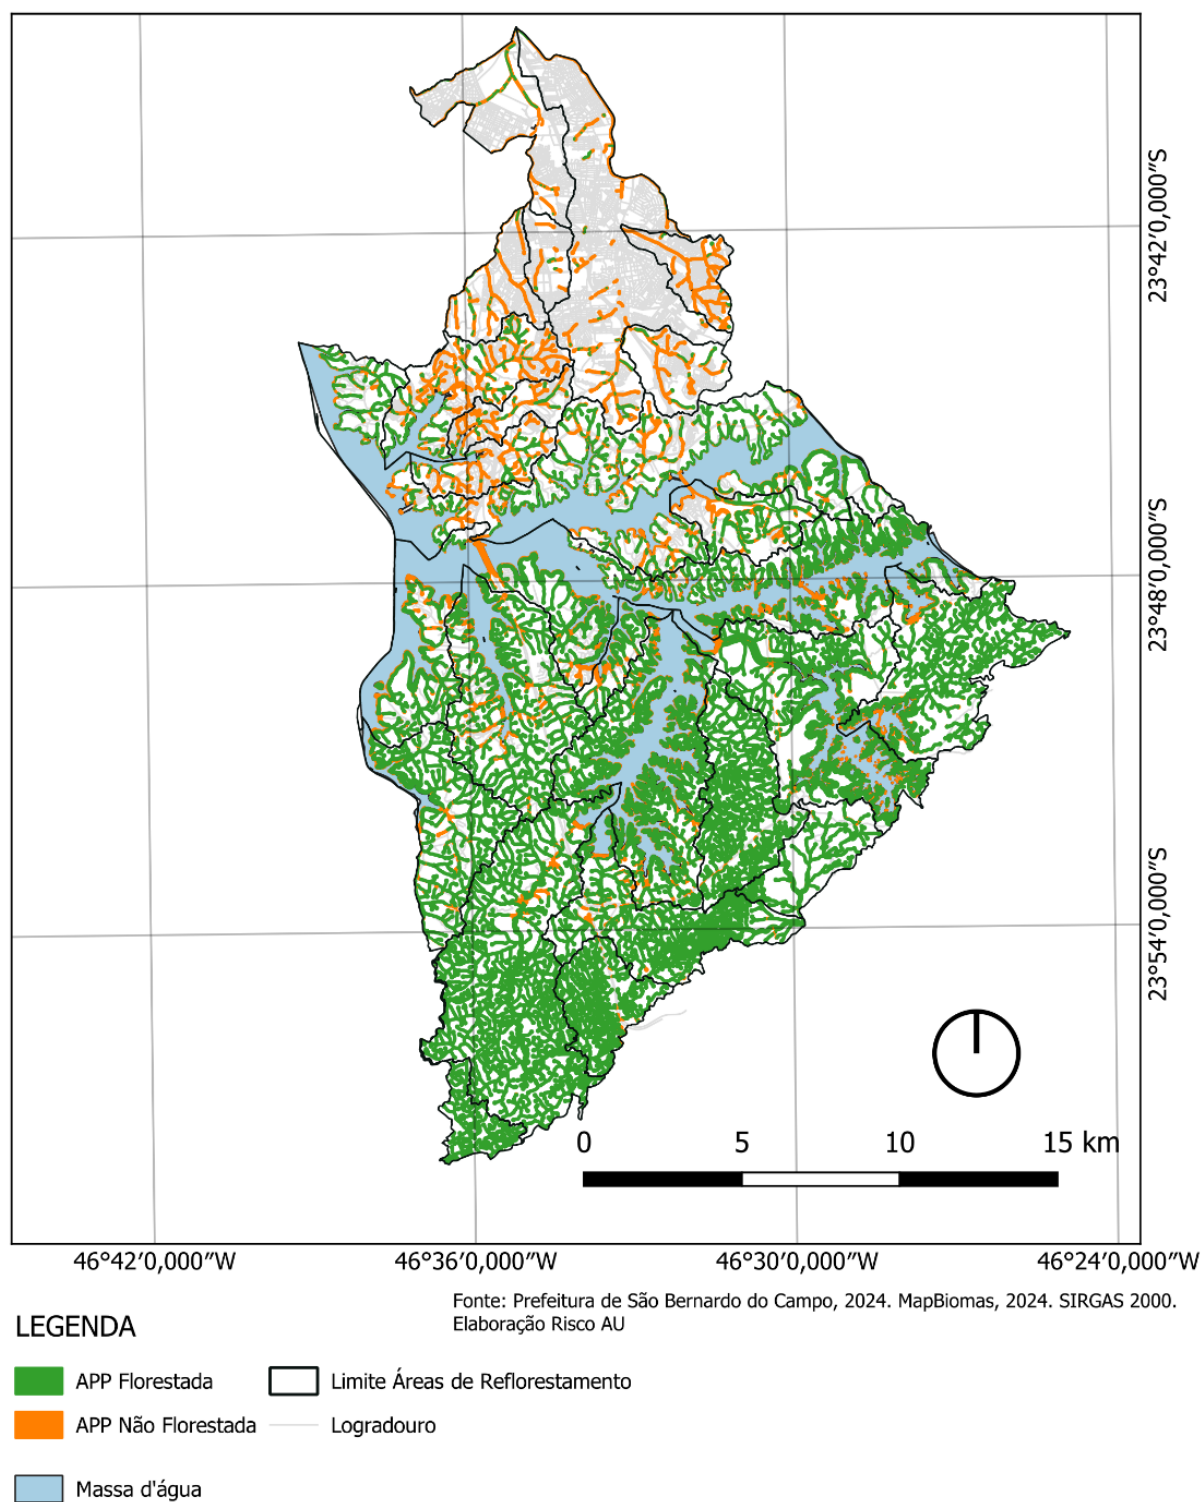 23°42′0,000″S
23°48′0,000″S
23°54′0,000″S
0 5 10 15 km
46°42′0,000″W 46°36′0,000″W 46°30′0,000″W 46°24′0,000″W
Fonte: Prefeitura de São Bernardo do Campo, 2024. MapBiomas, 2024. SIRGAS 2000.
Elaboração Risco AU
LEGENDA
APP Florestada Limite Áreas de Reflorestamento
APP Não Florestada Logradouro
Massa d'água